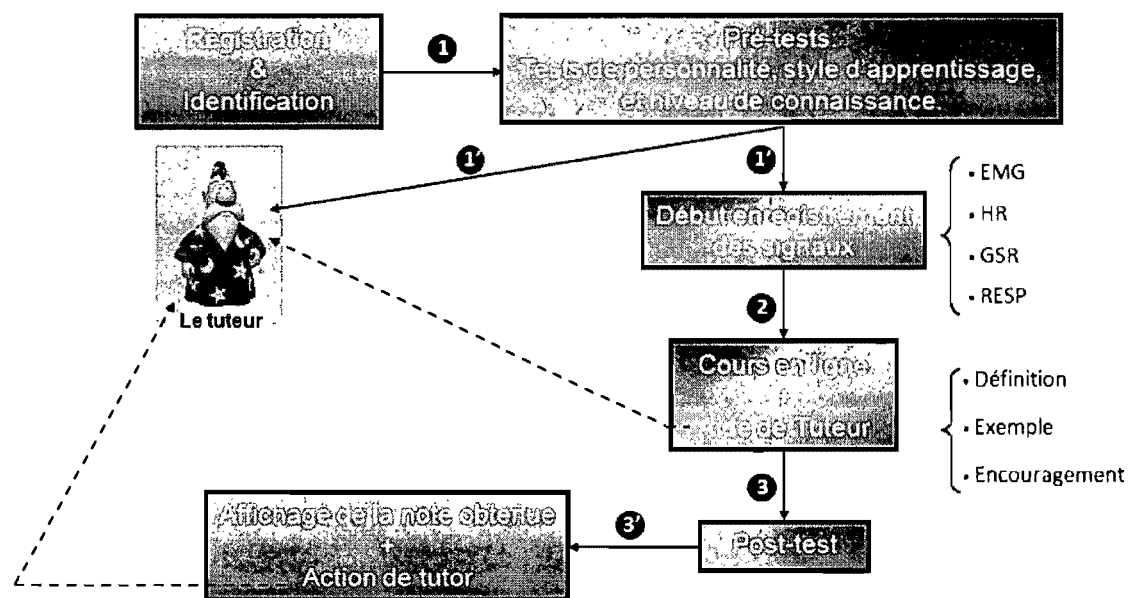 Registration
&
Identification
1
Pré-tests.
Tests de personnalité, style d'apprentissage,
et niveau de connaissance.
1'
1'
Début enregistrement
des signaux
• EMG
• HR
• GSR
• RESP
Le tuteur
2
Cours en ligne
de Tuteur
• Définition
• Exemple
• Encouragement
3
Affichage de la note obtenue
+
Action de tutor
3'
Post-test